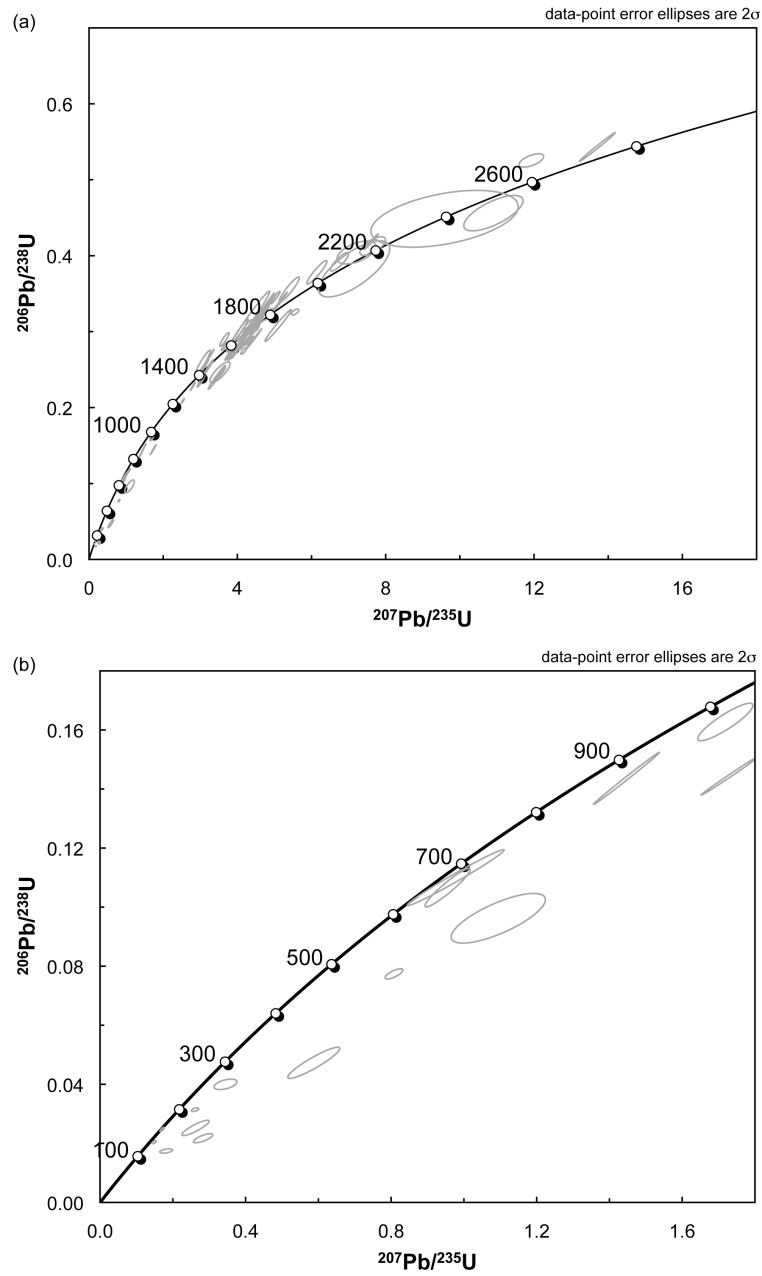 (a)
data-point error ellipses are 2σ
0.6
0.4
0.2
0.0
²⁰⁶Pb/²³⁸U
2600
2200
1800
1400
1000
0 4 8 12 16
²⁰⁷Pb/²³⁵U
(b)
data-point error ellipses are 2σ
0.16
0.12
0.08
0.04
0.00
²⁰⁶Pb/²³⁸U
900
700
500
300
100
0.0 0.4 0.8 1.2 1.6
²⁰⁷Pb/²³⁵U